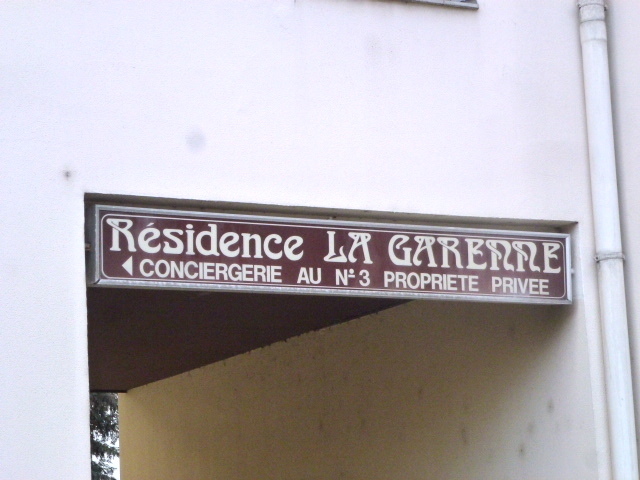 Résidence LA GARENNE
◄ CONCIERGERIE AU N° 3 PROPRIETE PRIVEE